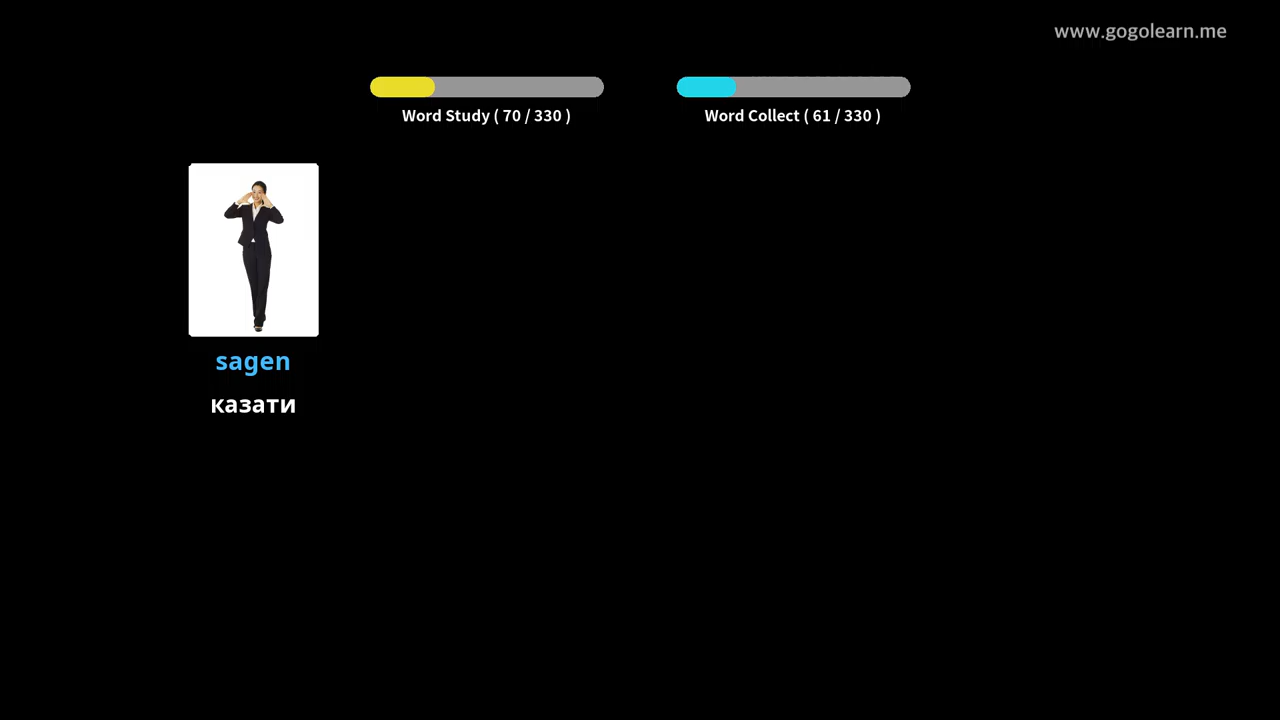 www.gogolearn.me
Word Study ( 70 / 330 )
Word Collect ( 61 / 330 )
sagen
казати